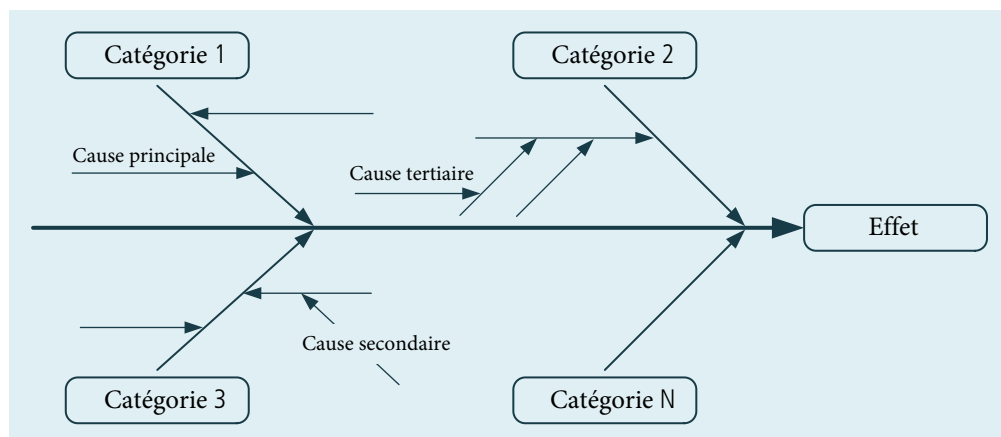 Catégorie 1
Catégorie 2
Cause principale
Cause tertiaire
Effet
Cause secondaire
Catégorie 3
Catégorie N